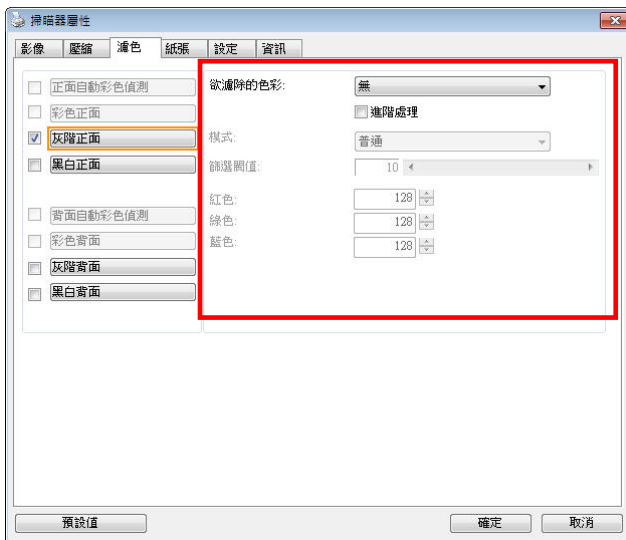 掃瞄器屬性
影像 壓縮 濾色 紙張 設定 資訊
正面自動彩色偵測
彩色正面
灰階正面
黑白正面
背面自動彩色偵測
彩色背面
灰階背面
黑白背面
欲濾除的色彩: 無
進階處理
模式: 普通
篩選閥值: 10
紅色: 128
綠色: 128
藍色: 128
預設值 確定 取消